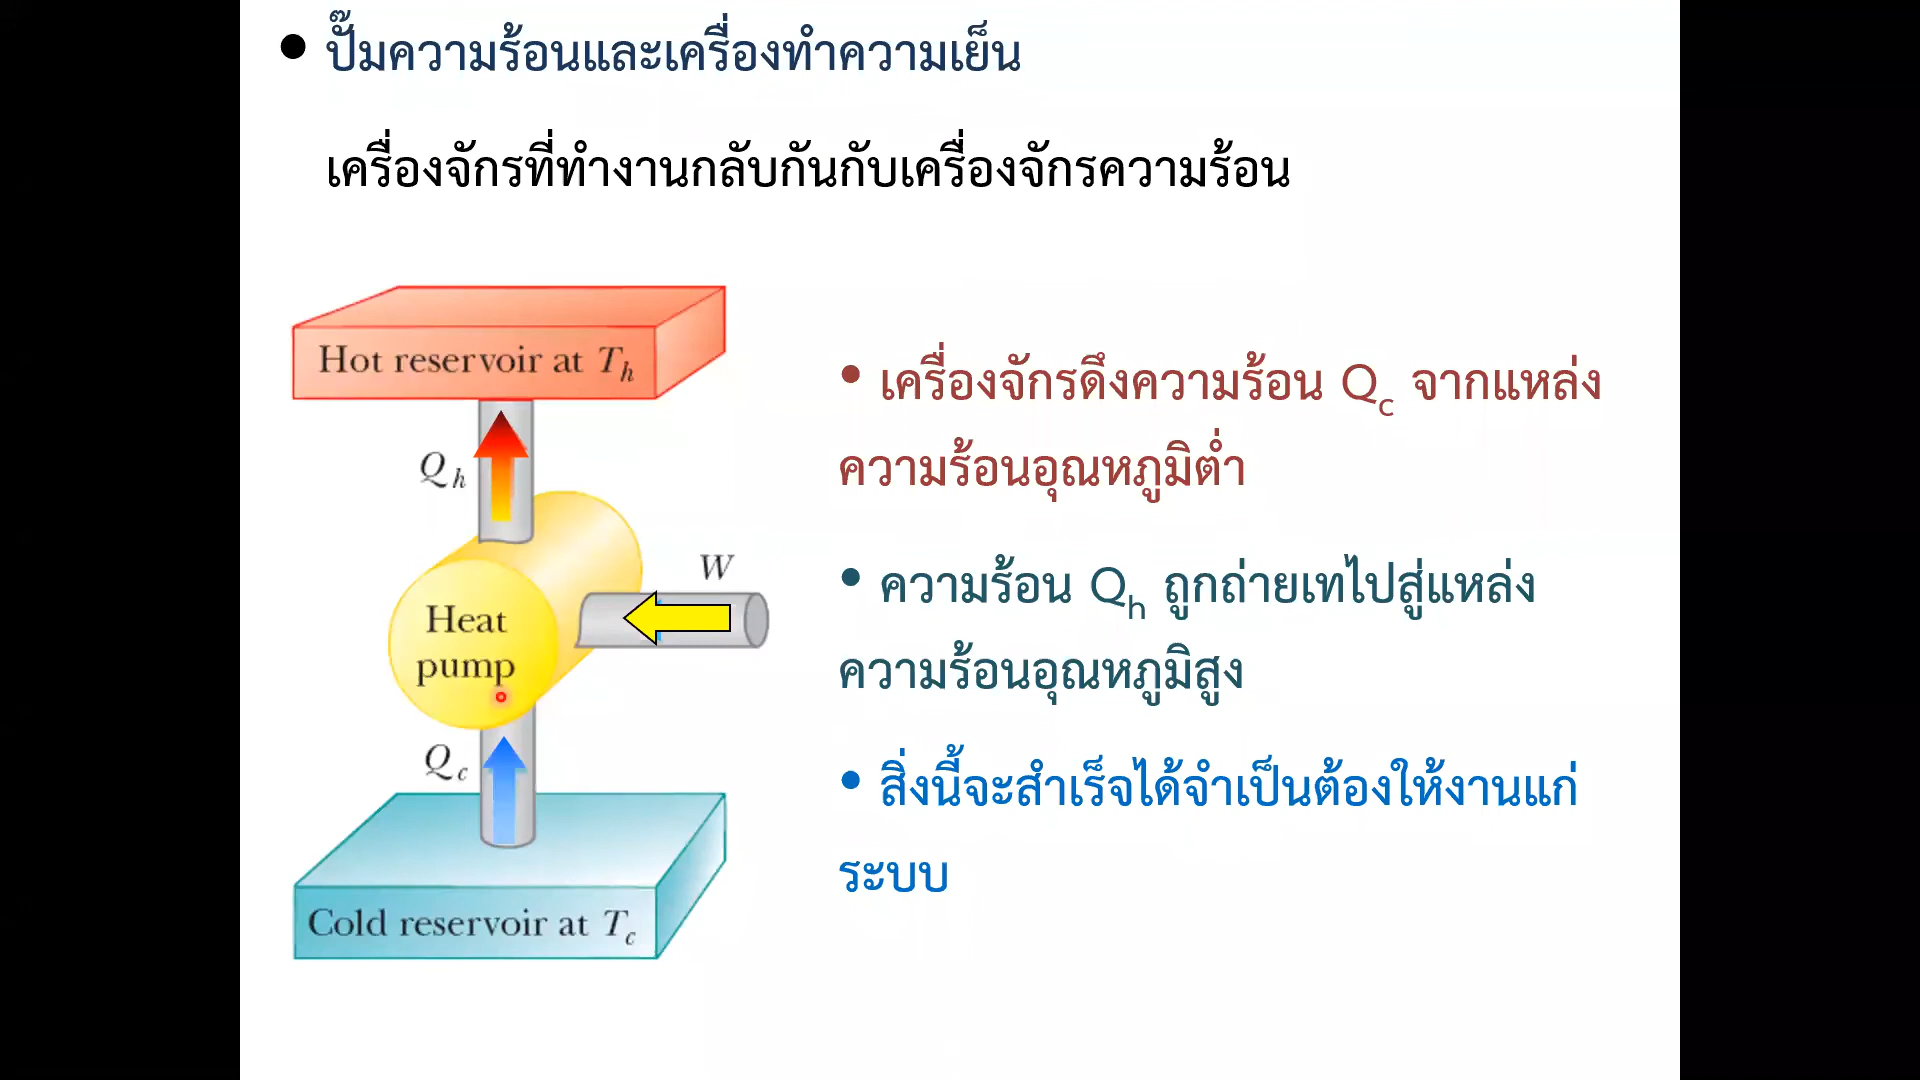 • ปั๊มความร้อนและเครื่องทำความเย็น
เครื่องจักรที่ทำงานกลับกันกับเครื่องจักรความร้อน
Hot reservoir at Th
Qh
W
Heat
pump
Qc
Cold reservoir at Tc
• เครื่องจักรดึงความร้อน Qc จากแหล่ง
ความร้อนอุณหภูมิต่ำ
• ความร้อน Qh ถูกถ่ายเทไปสู่แหล่ง
ความร้อนอุณหภูมิสูง
• สิ่งนี้จะสำเร็จได้จำเป็นต้องให้งานแก่
ระบบ